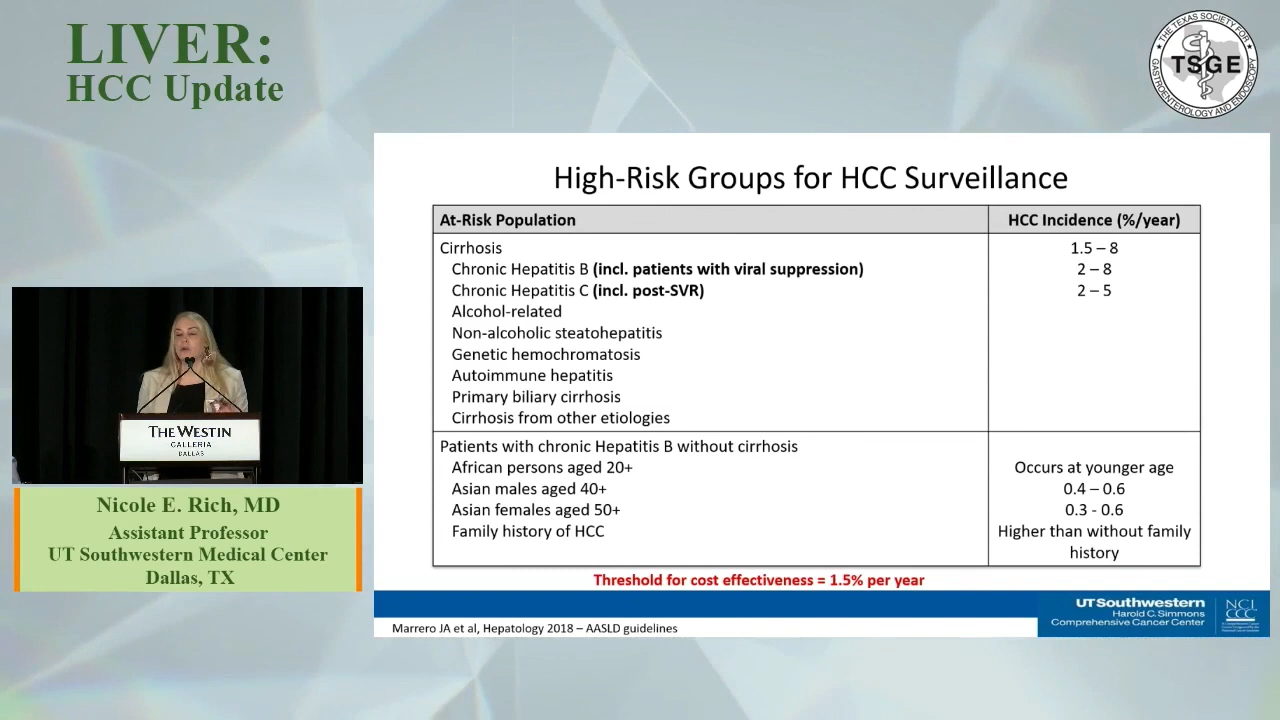 LIVER:
HCC Update
THE TEXAS SOCIETY FOR
TSGE
GASTROENTEROLOGY AND ENDOSCOPY
High-Risk Groups for HCC Surveillance
At-Risk Population HCC Incidence (%/year)
Cirrhosis 1.5 – 8
Chronic Hepatitis B (incl. patients with viral suppression) 2 – 8
Chronic Hepatitis C (incl. post-SVR) 2 – 5
Alcohol-related
Non-alcoholic steatohepatitis
Genetic hemochromatosis
Autoimmune hepatitis
Primary biliary cirrhosis
Cirrhosis from other etiologies
Patients with chronic Hepatitis B without cirrhosis
African persons aged 20+ Occurs at younger age
Asian males aged 40+ 0.4 – 0.6
Asian females aged 50+ 0.3 - 0.6
Family history of HCC Higher than without family
history
Threshold for cost effectiveness = 1.5% per year
UT Southwestern
Harold C. Simmons
Comprehensive Cancer Center
NCI
CCC
Marrero JA et al, Hepatology 2018 – AASLD guidelines
THE WESTIN
GALLERIA
DALLAS
Nicole E. Rich, MD
Assistant Professor
UT Southwestern Medical Center
Dallas, TX